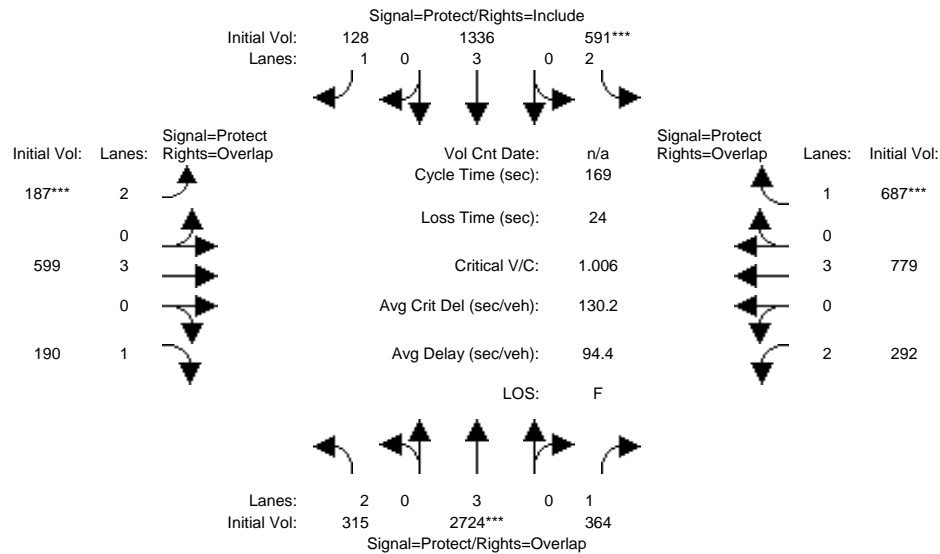 Signal=Protect/Rights=Include
Initial Vol: 128 1336 591***
Lanes: 1 0 3 0 2
Signal=Protect Signal=Protect
Initial Vol: Lanes: Rights=Overlap Vol Cnt Date: n/a Rights=Overlap Lanes: Initial Vol:
Cycle Time (sec): 169
187*** 2 1 687***
Loss Time (sec): 24
0 0
599 3 Critical V/C: 1.006 3 779
0 Avg Crit Del (sec/veh): 130.2 0
190 1 Avg Delay (sec/veh): 94.4 2 292
LOS: F
Lanes: 2 0 3 0 1
Initial Vol: 315 2724*** 364
Signal=Protect/Rights=Overlap